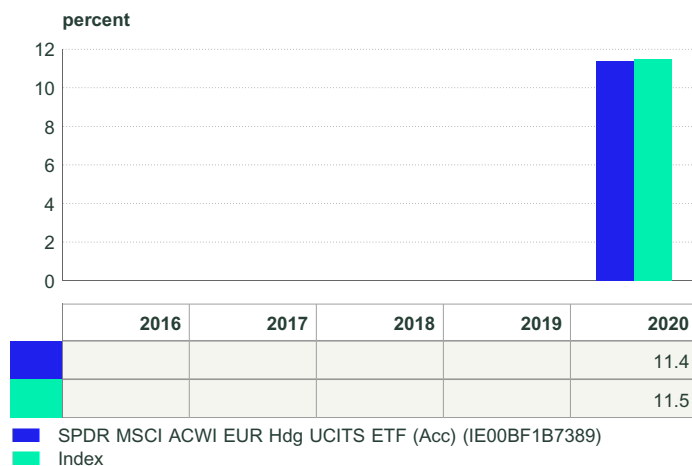 percent
12
10
8
6
4
2
0
2016 2017 2018 2019 2020
11.4
11.5
SPDR MSCI ACWI EUR Hdg UCITS ETF (Acc) (IE00BF1B7389)
Index